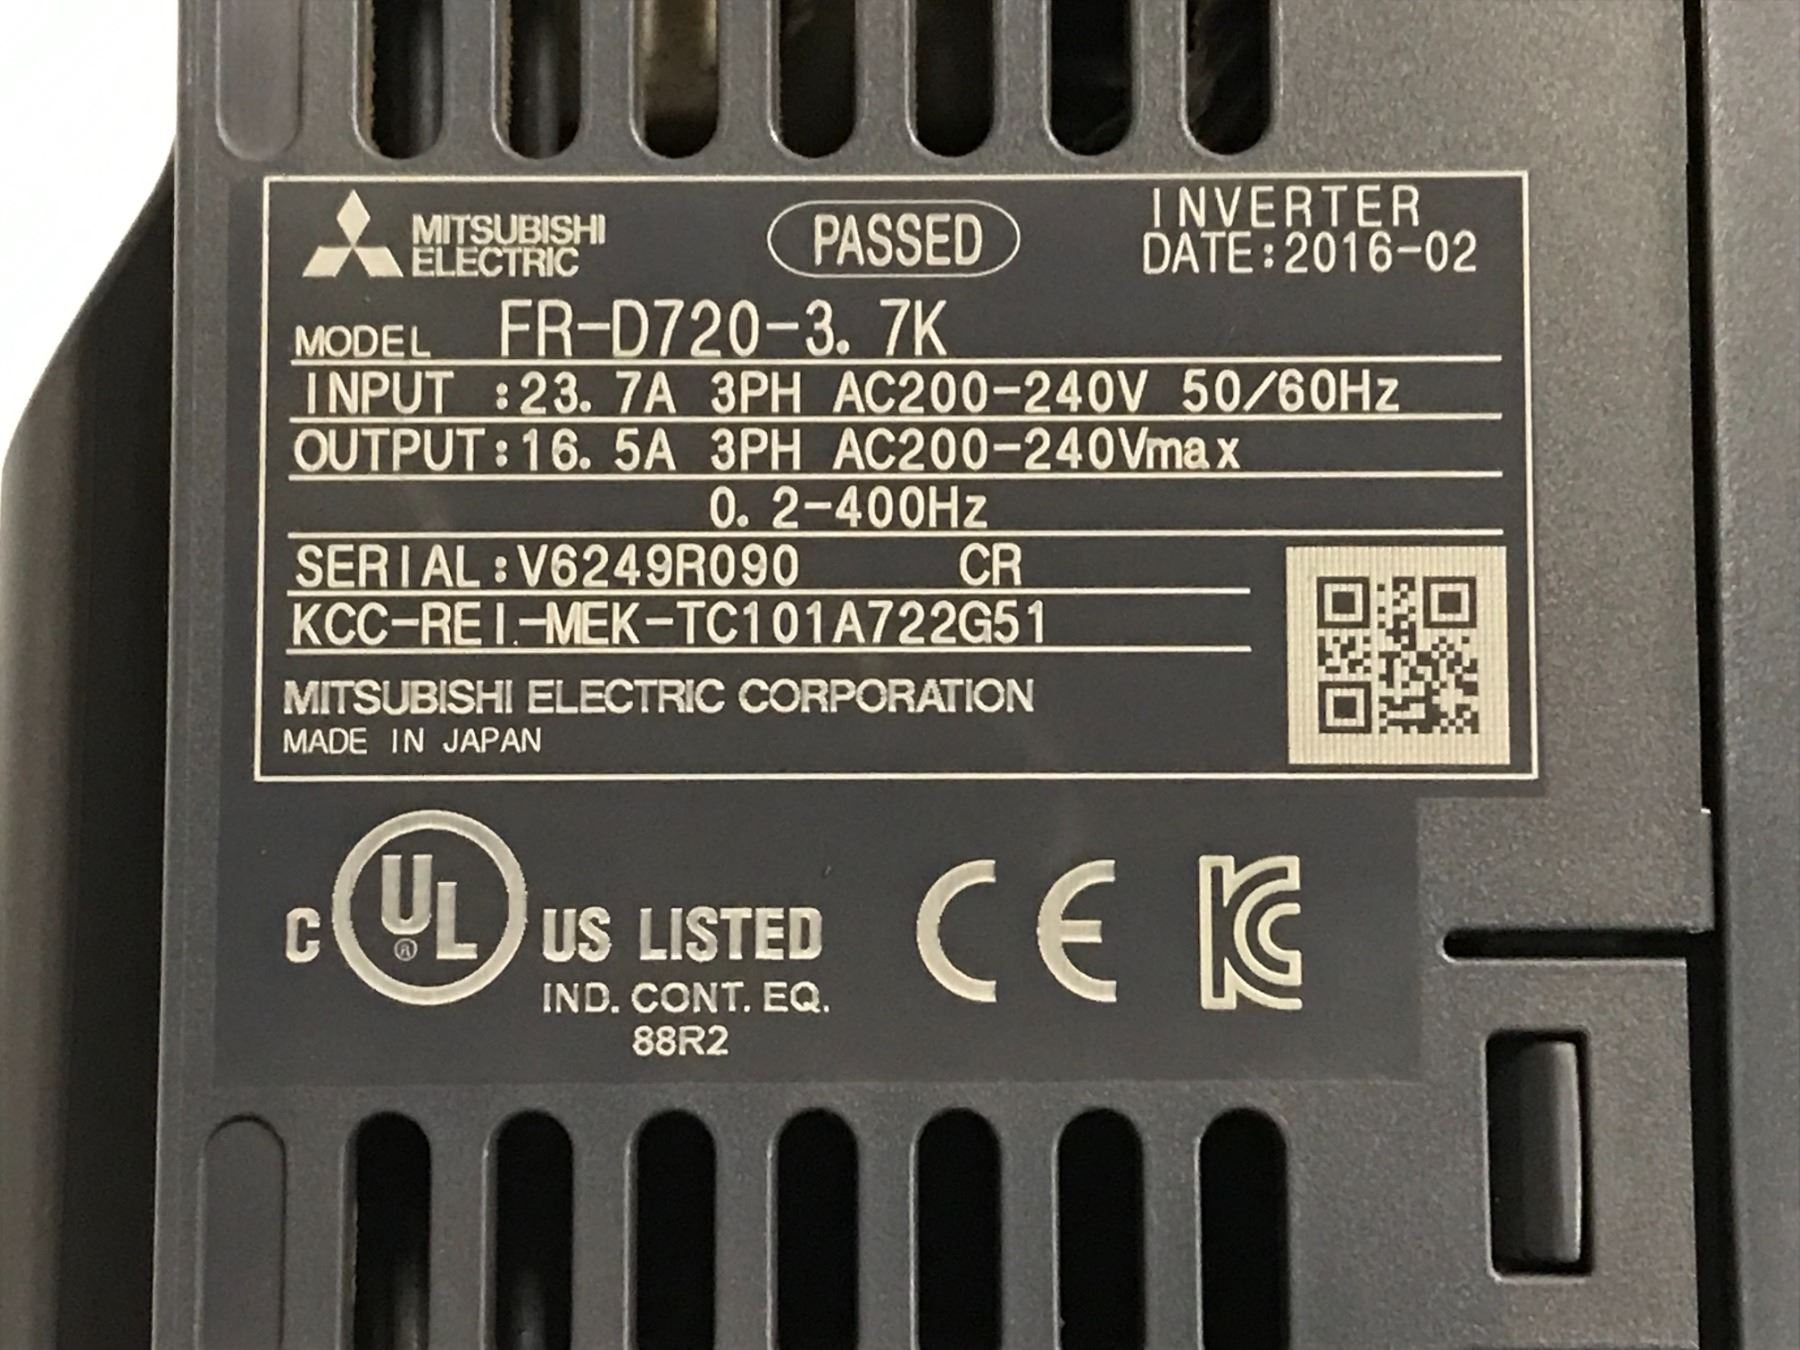 MITSUBISHI
ELECTRIC
PASSED
INVERTER
DATE:2016-02
MODEL FR-D720-3.7K
INPUT :23.7A 3PH AC200-240V 50/60Hz
OUTPUT:16.5A 3PH AC200-240Vmax
0.2-400Hz
SERIAL:V6249R090 CR
KCC-REI-MEK-TC101A722G51
MITSUBISHI ELECTRIC CORPORATION
MADE IN JAPAN
C UL ® US LISTED
IND. CONT. EQ.
88R2
CE
KC